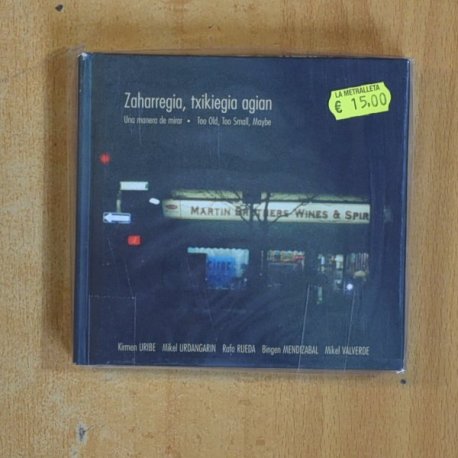 Zaharregia, txikiegia agian
Una manera de mirar • Too Old, Too Small, Maybe
LA METRALLETA
€ 15,00
MARTIN BROTHERS WINES & SPIR
Kirmen URIBE Mikel URDANGARIN Rafa RUEDA Bingen MENDIZABAL Mikel VALVERDE